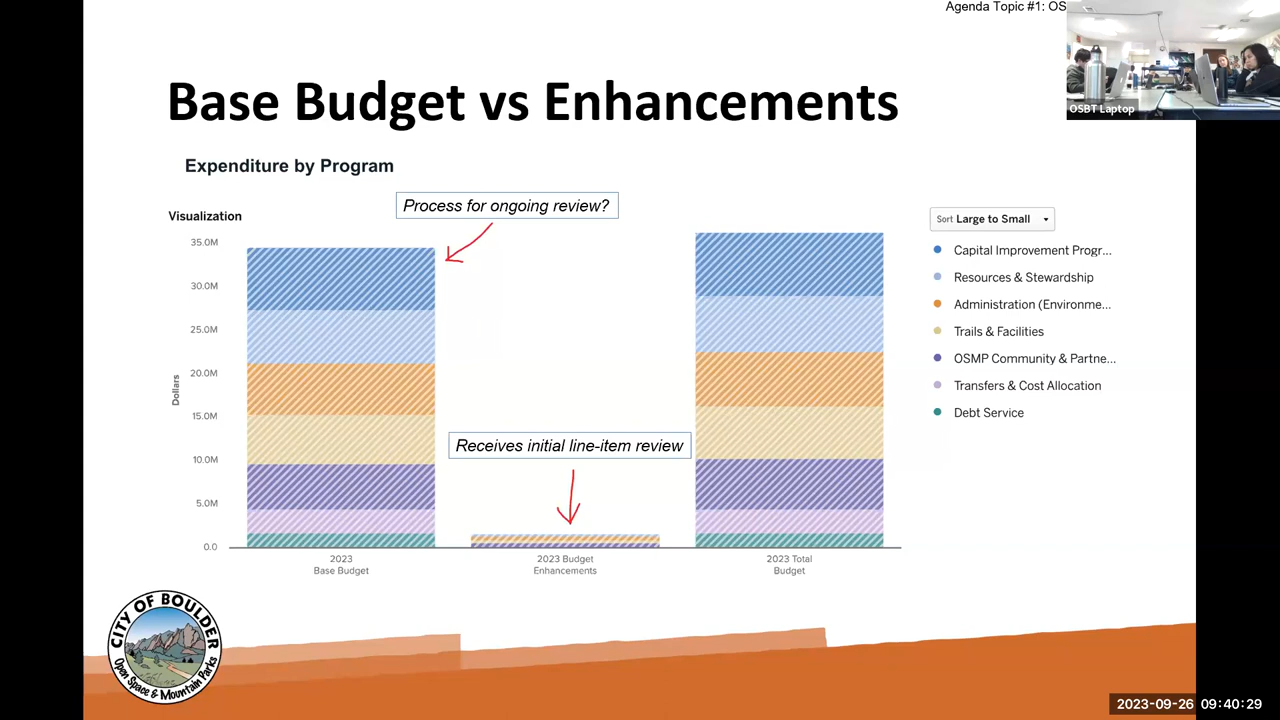 Agenda Topic #1: OS
OSBT Laptop
Base Budget vs Enhancements
Expenditure by Program
Process for ongoing review?
Visualization
Sort Large to Small
35.0M
30.0M
25.0M
20.0M
15.0M
10.0M
5.0M
0.0
Dollars
Receives initial line-item review
Capital Improvement Progr...
Resources & Stewardship
Administration (Environme...
Trails & Facilities
OSMP Community & Partne...
Transfers & Cost Allocation
Debt Service
2023
Base Budget
2023 Budget
Enhancements
2023 Total
Budget
CITY OF BOULDER
Open Space & Mountain Parks
2023-09-26 09:40:29